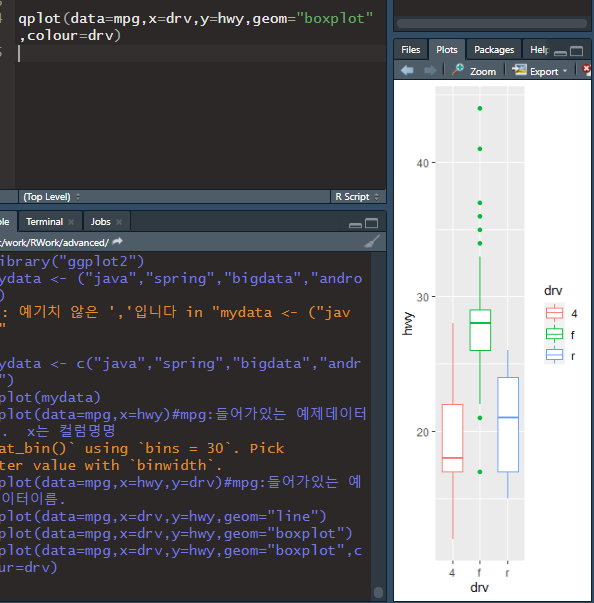 4
qplot(data=mpg,x=drv,y=hwy,geom="boxplot"
,colour=drv)
5
(Top Level)
R Script
Terminal
Jobs
:/work/RWork/advanced/
ibrary("ggplot2")
ydata <- ("java","spring","bigdata","andro
)
: 예기치 않은 ','입니다 in "mydata <- ("jav
"
ydata <- c("java","spring","bigdata","andr
")
plot(mydata)
plot(data=mpg,x=hwy)#mpg:들어가있는 예제데이터
. x는 컬럼명명
at_bin()` using `bins = 30`. Pick
ter value with `binwidth`.
plot(data=mpg,x=hwy,y=drv)#mpg:들어가있는 예
이터이름.
plot(data=mpg,x=drv,y=hwy,geom="line")
plot(data=mpg,x=drv,y=hwy,geom="boxplot")
plot(data=mpg,x=drv,y=hwy,geom="boxplot",c
ur=drv)
Files
Plots
Packages
Help
Zoom
Export
hwy
40
30
20
4
f
r
drv
drv
4
f
r